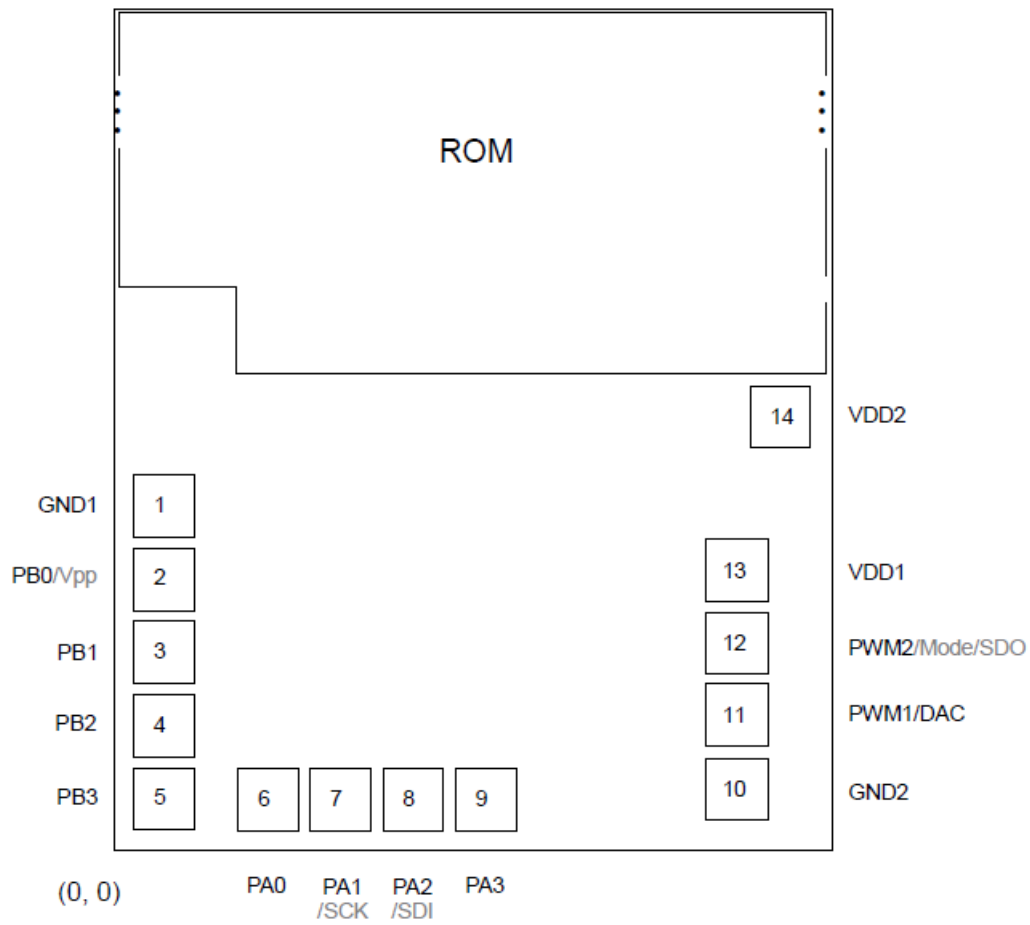 ROM
14 VDD2
GND1 1
13 VDD1
PB0/Vpp 2
12 PWM2/Mode/SDO
PB1 3
11 PWM1/DAC
PB2 4
10 GND2
PB3 5 6 7 8 9
(0, 0) PA0 PA1 PA2 PA3
/SCK /SDI